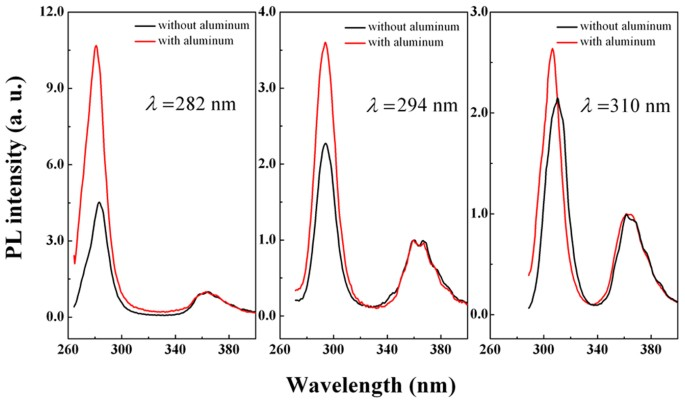 PL intensity (a. u.)
12.0
9.0
6.0
3.0
0.0
260
300
340
380
without aluminum
with aluminum
λ=282 nm
4.0
3.0
2.0
1.0
0.0
260
300
340
380
without aluminum
with aluminum
λ=294 nm
3.0
2.0
1.0
0.0
260
300
340
380
without aluminum
with aluminum
λ=310 nm
Wavelength (nm)